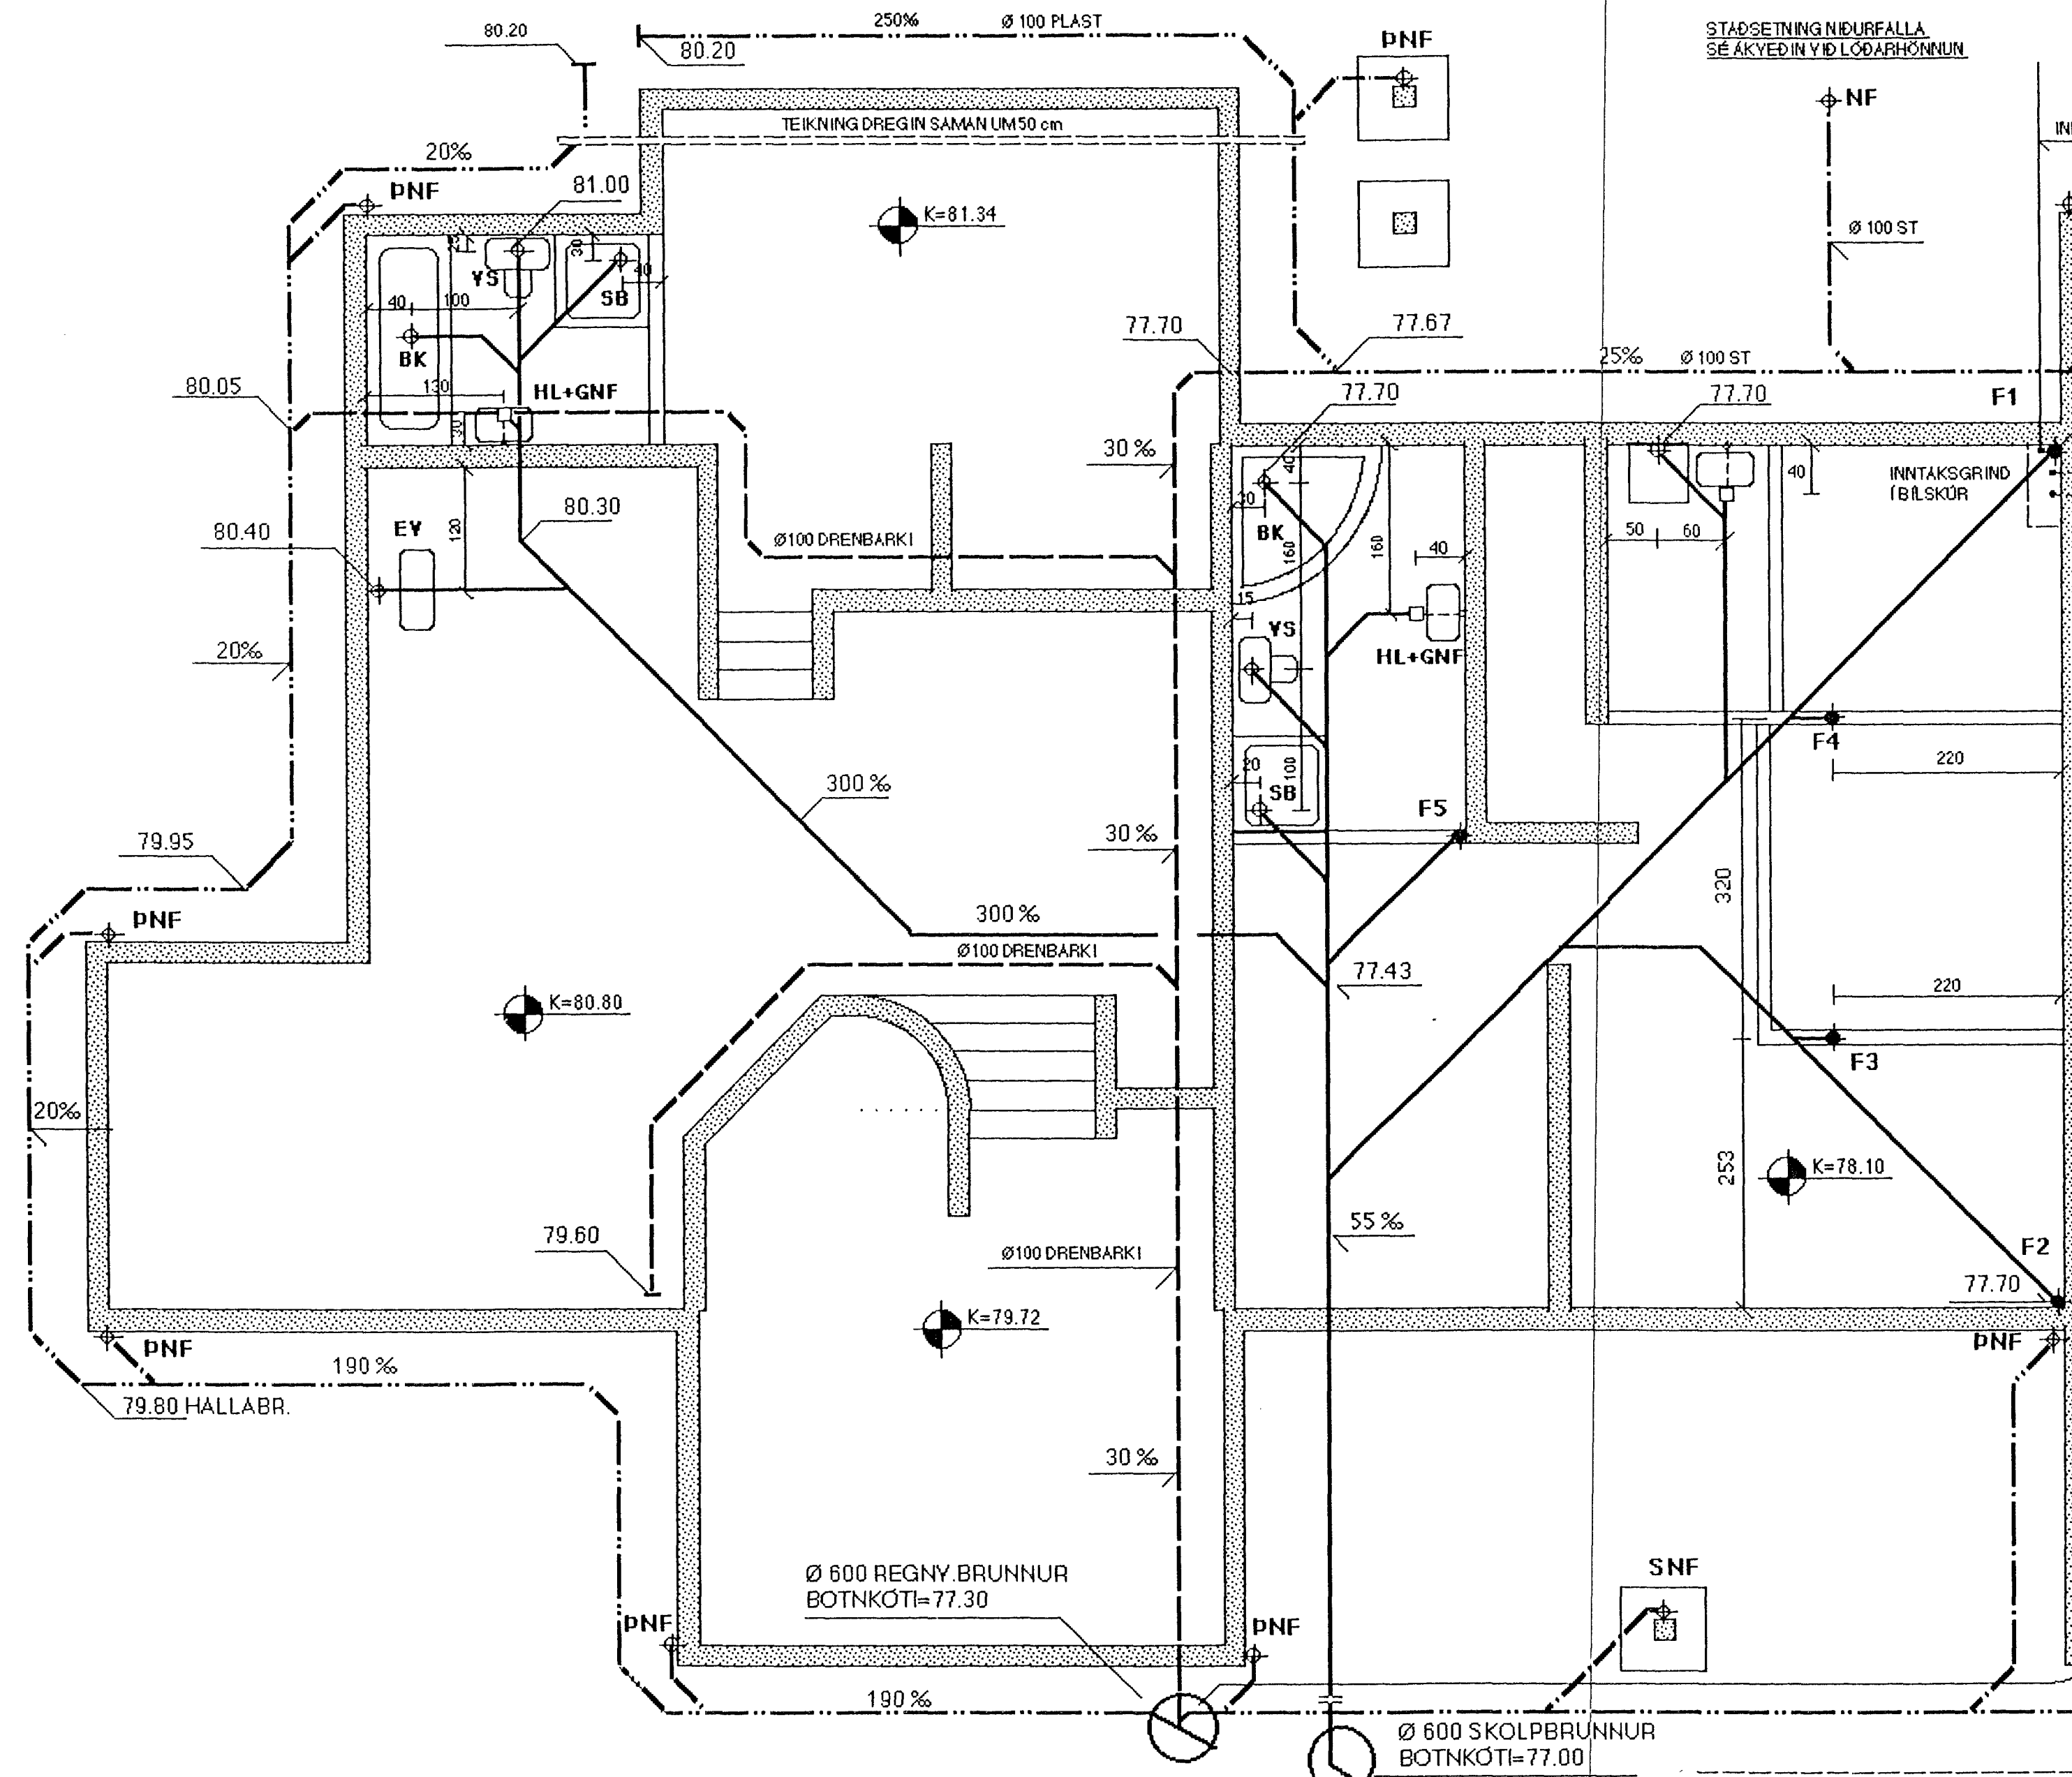 250‰
Ø 100 PLAST
80.20
80.20
ÞNF
STAÐSETNING NIÐURFALLA
SÉ ÁKVEÐIN VIÐ LÓÐARHÖNNUN
NF
TEIKNING DREGIN SAMAN UM 50 cm
20‰
ÞNF
81.00
K=81.34
Ø 100 ST
30
40
VS
SB
40
100
BK
130
HL+GNF
30
80.05
77.70
77.67
25‰
Ø 100 ST
77.70
77.70
F1
30 ‰
40
30
BK
160
160
40
50
60
40
INNTAKSGRIND
Í BÍLSKÚR
EV
120
80.30
80.40
Ø100 DRENBARKI
15
VS
HL+GNF
20‰
300 ‰
20
100
SB
F5
F4
220
30 ‰
79.95
320
300 ‰
ÞNF
Ø100 DRENBARKI
77.43
220
K=80.80
F3
20‰
253
K=78.10
79.60
Ø100 DRENBARKI
55 ‰
F2
77.70
K=79.72
ÞNF
190 ‰
ÞNF
79.80 HALLABR.
30 ‰
Ø 600 REGNV.BRUNNUR
BOTNKÓTI=77.30
SNF
ÞNF
ÞNF
190 ‰
Ø 600 SKOLPBRUNNUR
BOTNKÓTI=77.00